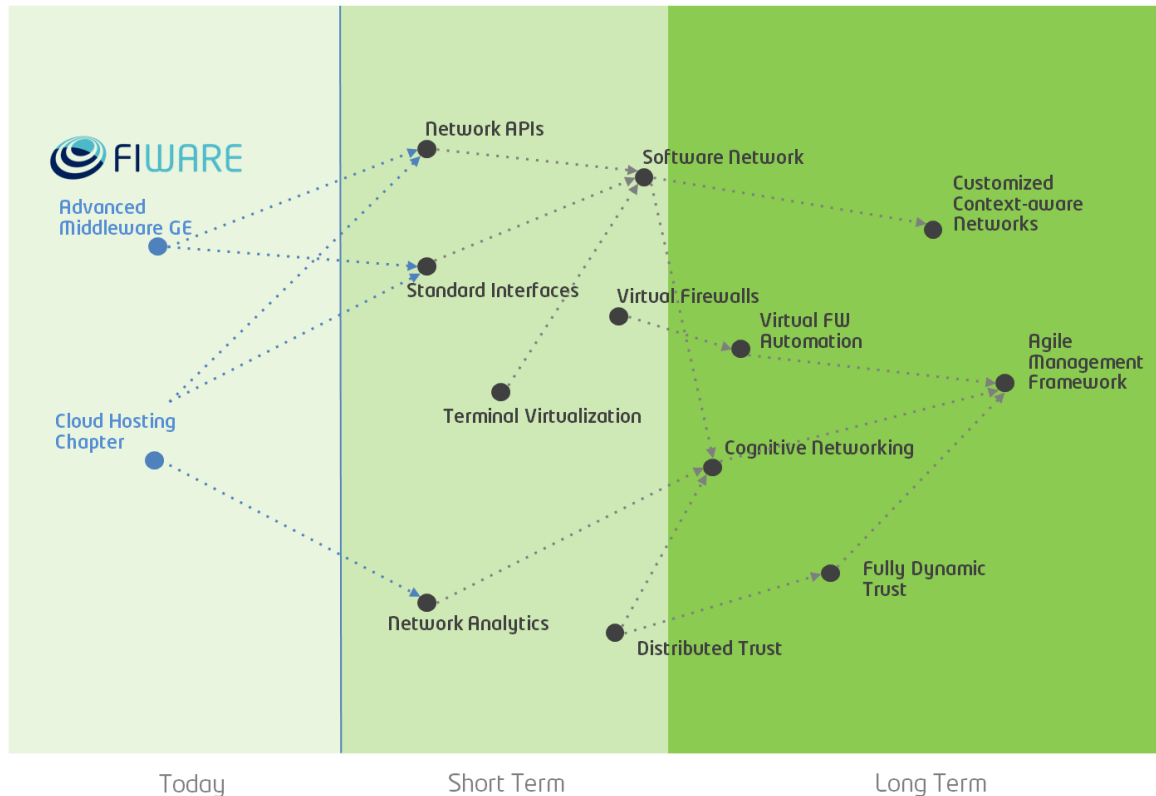 FIWARE
Advanced
Middleware GE
Cloud Hosting
Chapter
Network APIs
Software Network
Standard Interfaces
Virtual Firewalls
Terminal Virtualization
Network Analytics
Distributed Trust
Customized
Context-aware
Networks
Virtual FW
Automation
Agile
Management
Framework
Cognitive Networking
Fully Dynamic
Trust
Today
Short Term
Long Term